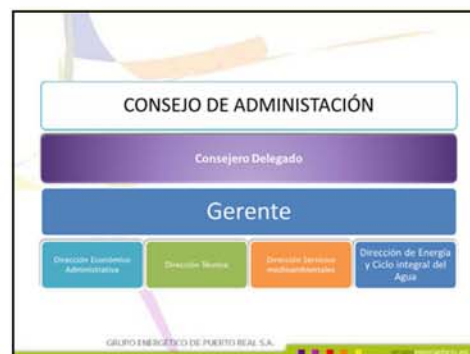 CONSEJO DE ADMINISTACIÓN
Consejero Delegado
Gerente
Dirección Económico
Administrativa
Dirección Técnica
Dirección Servicios
medioambientales
Dirección de Energía
y Ciclo integral del
Agua
GRUPO ENERGÉTICO DE PUERTO REAL S.A.